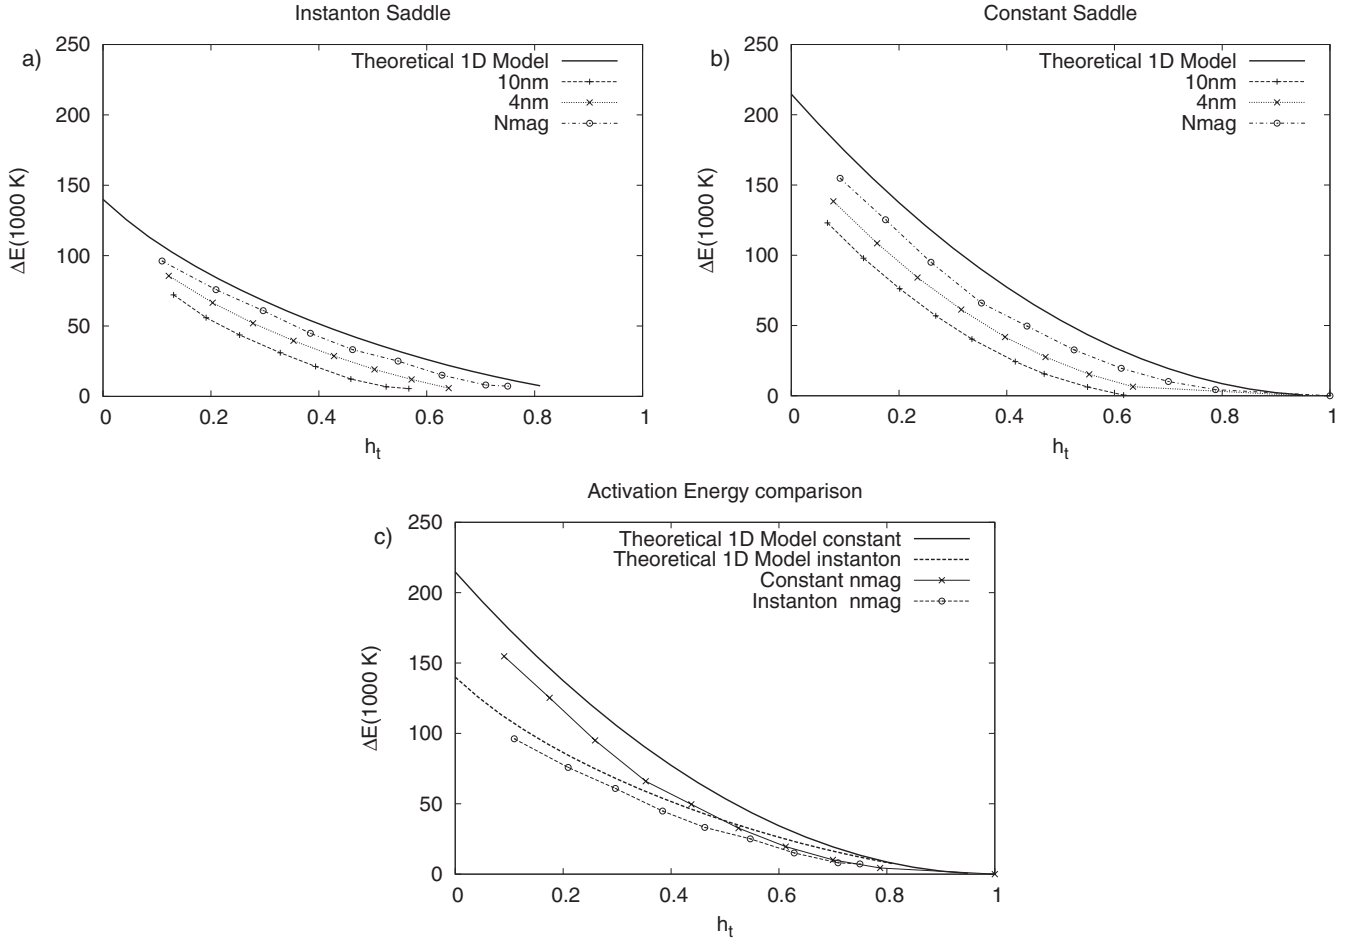 Instanton Saddle
a)
250
200
150
100
50
0
ΔE(1000 K)
Theoretical 1D Model
10nm
4nm
Nmag
0 0.2 0.4 0.6 0.8 1
h_t
Constant Saddle
b)
250
200
150
100
50
0
ΔE(1000 K)
Theoretical 1D Model
10nm
4nm
Nmag
0 0.2 0.4 0.6 0.8 1
h_t
Activation Energy comparison
c)
250
200
150
100
50
0
ΔE(1000 K)
Theoretical 1D Model constant
Theoretical 1D Model instanton
Constant nmag
Instanton nmag
0 0.2 0.4 0.6 0.8 1
h_t